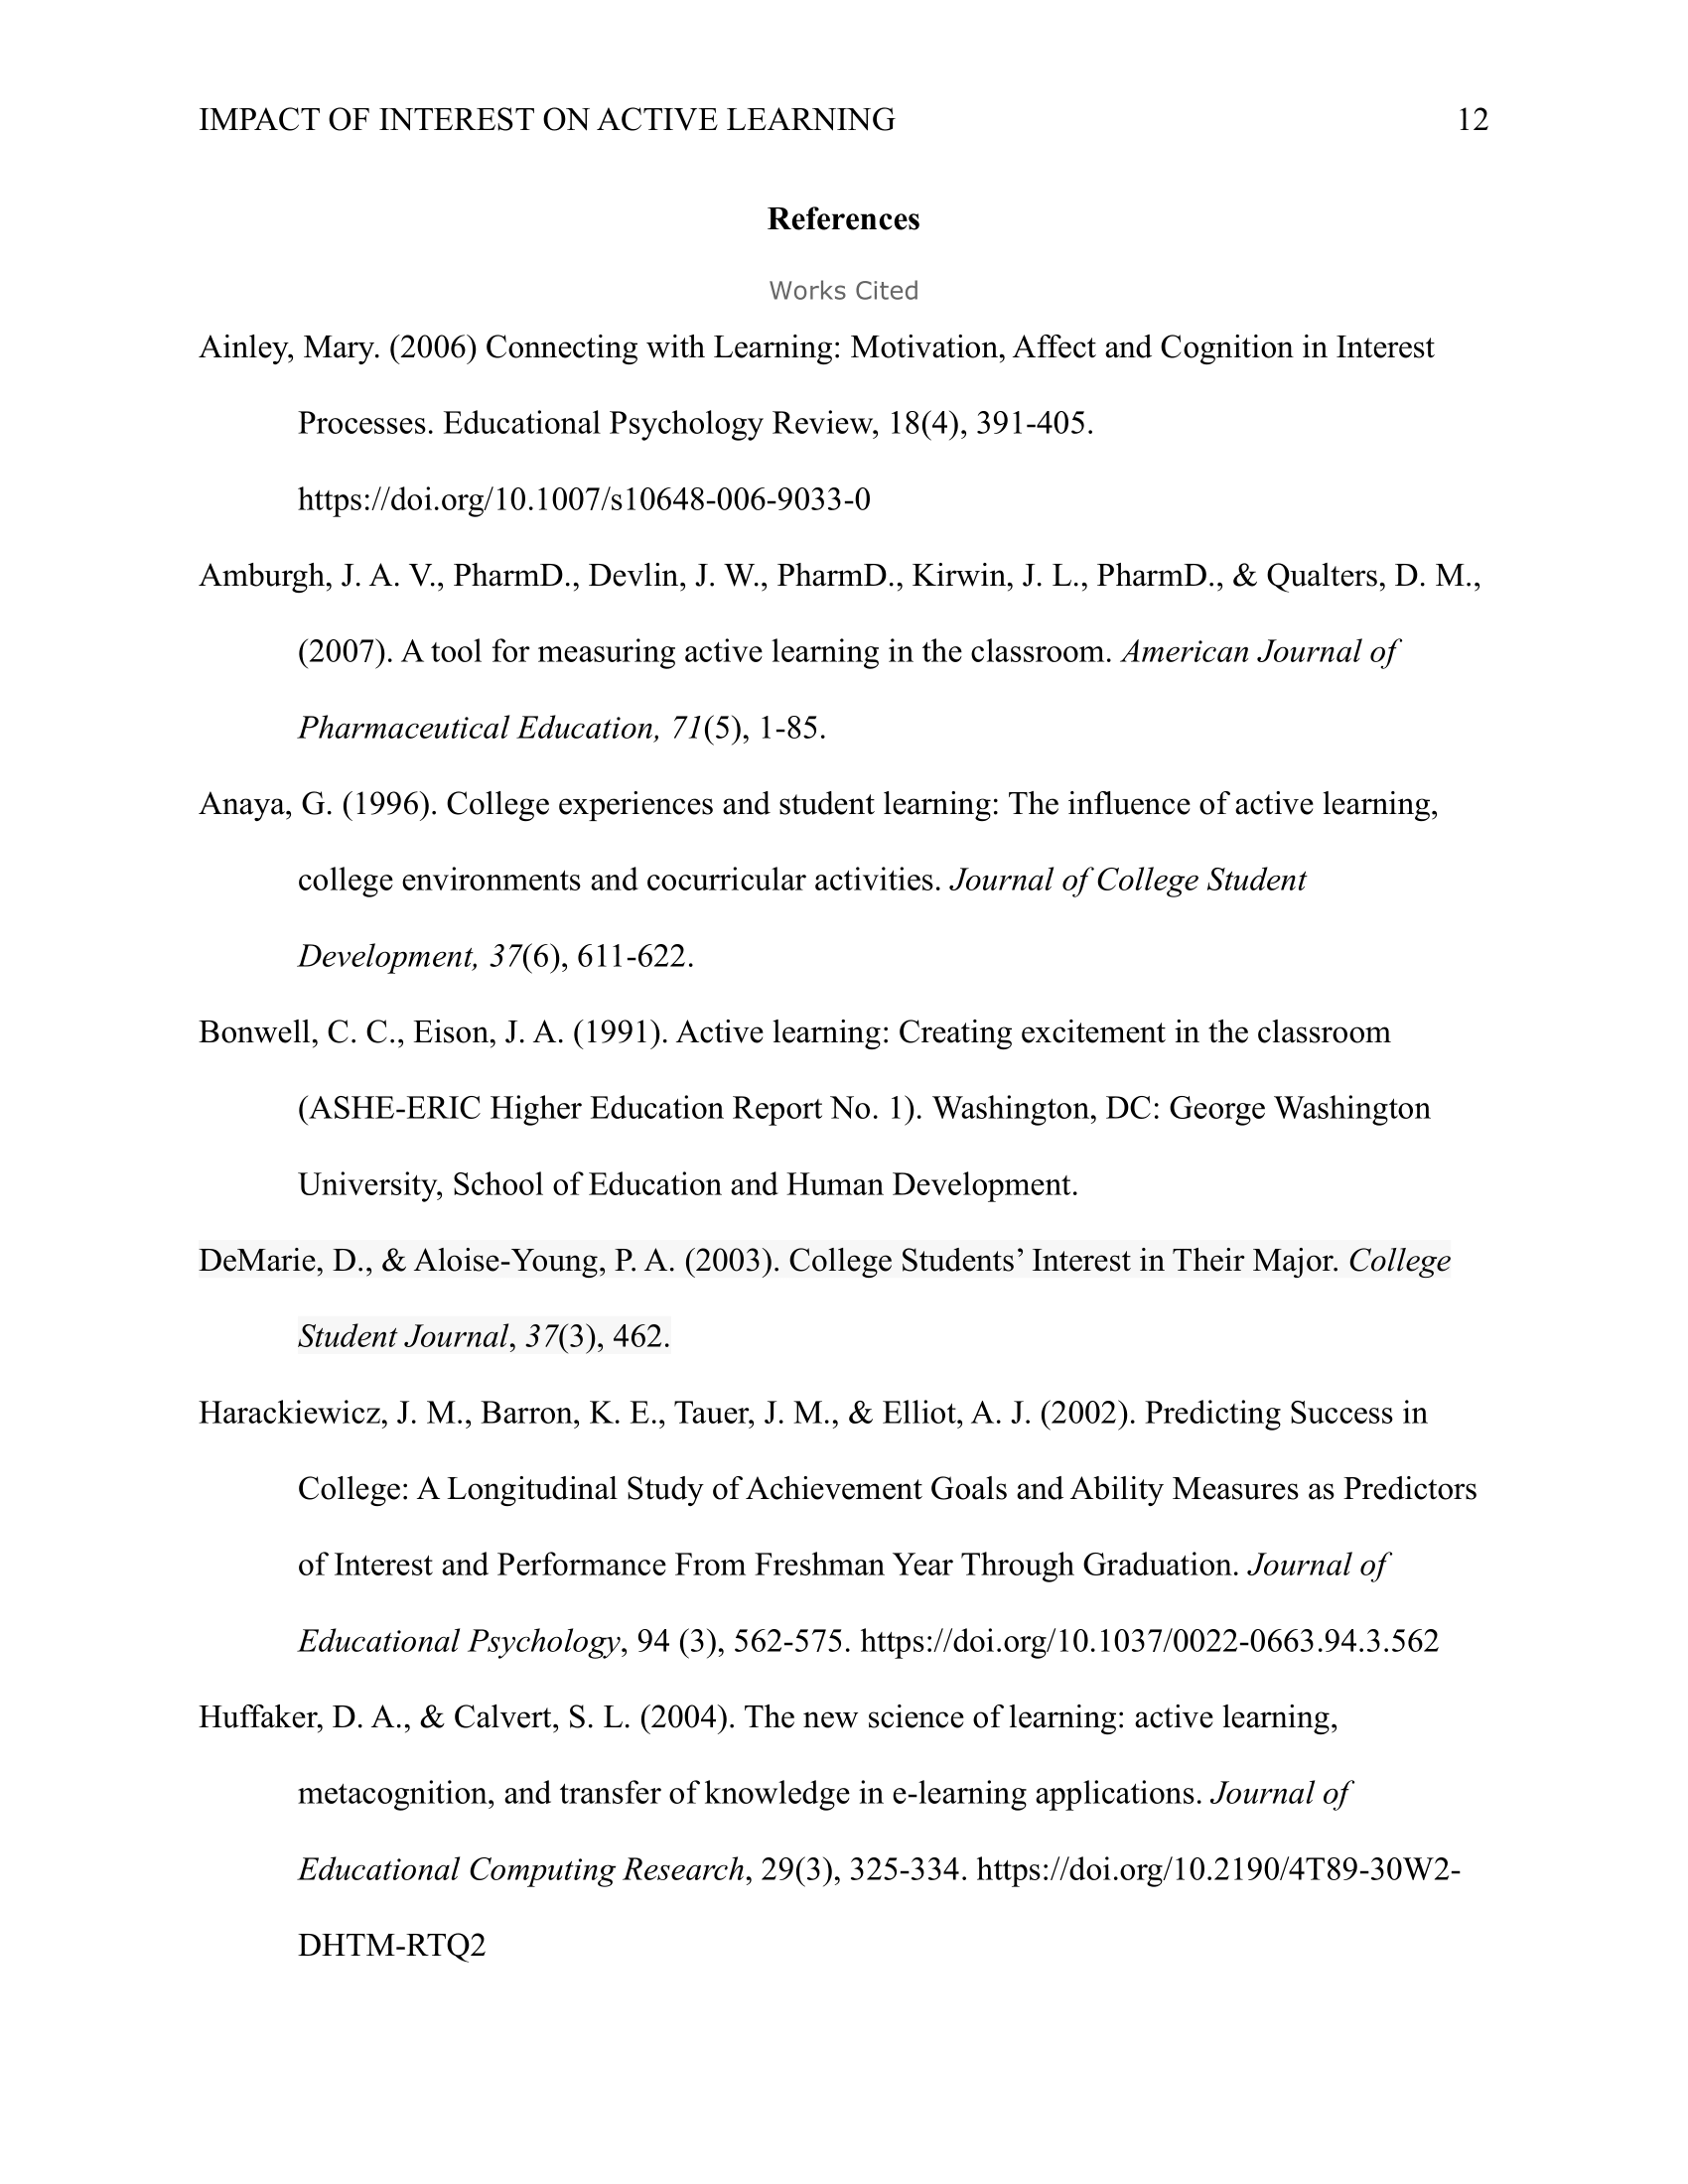 IMPACT OF INTEREST ON ACTIVE LEARNING 12
References
Works Cited
Ainley, Mary. (2006) Connecting with Learning: Motivation, Affect and Cognition in Interest
Processes. Educational Psychology Review, 18(4), 391-405.
https://doi.org/10.1007/s10648-006-9033-0
Amburgh, J. A. V., PharmD., Devlin, J. W., PharmD., Kirwin, J. L., PharmD., & Qualters, D. M.,
(2007). A tool for measuring active learning in the classroom. American Journal of
Pharmaceutical Education, 71(5), 1-85.
Anaya, G. (1996). College experiences and student learning: The influence of active learning,
college environments and cocurricular activities. Journal of College Student
Development, 37(6), 611-622.
Bonwell, C. C., Eison, J. A. (1991). Active learning: Creating excitement in the classroom
(ASHE-ERIC Higher Education Report No. 1). Washington, DC: George Washington
University, School of Education and Human Development.
DeMarie, D., & Aloise-Young, P. A. (2003). College Students’ Interest in Their Major. College
Student Journal, 37(3), 462.
Harackiewicz, J. M., Barron, K. E., Tauer, J. M., & Elliot, A. J. (2002). Predicting Success in
College: A Longitudinal Study of Achievement Goals and Ability Measures as Predictors
of Interest and Performance From Freshman Year Through Graduation. Journal of
Educational Psychology, 94 (3), 562-575. https://doi.org/10.1037/0022-0663.94.3.562
Huffaker, D. A., & Calvert, S. L. (2004). The new science of learning: active learning,
metacognition, and transfer of knowledge in e-learning applications. Journal of
Educational Computing Research, 29(3), 325-334. https://doi.org/10.2190/4T89-30W2-
DHTM-RTQ2